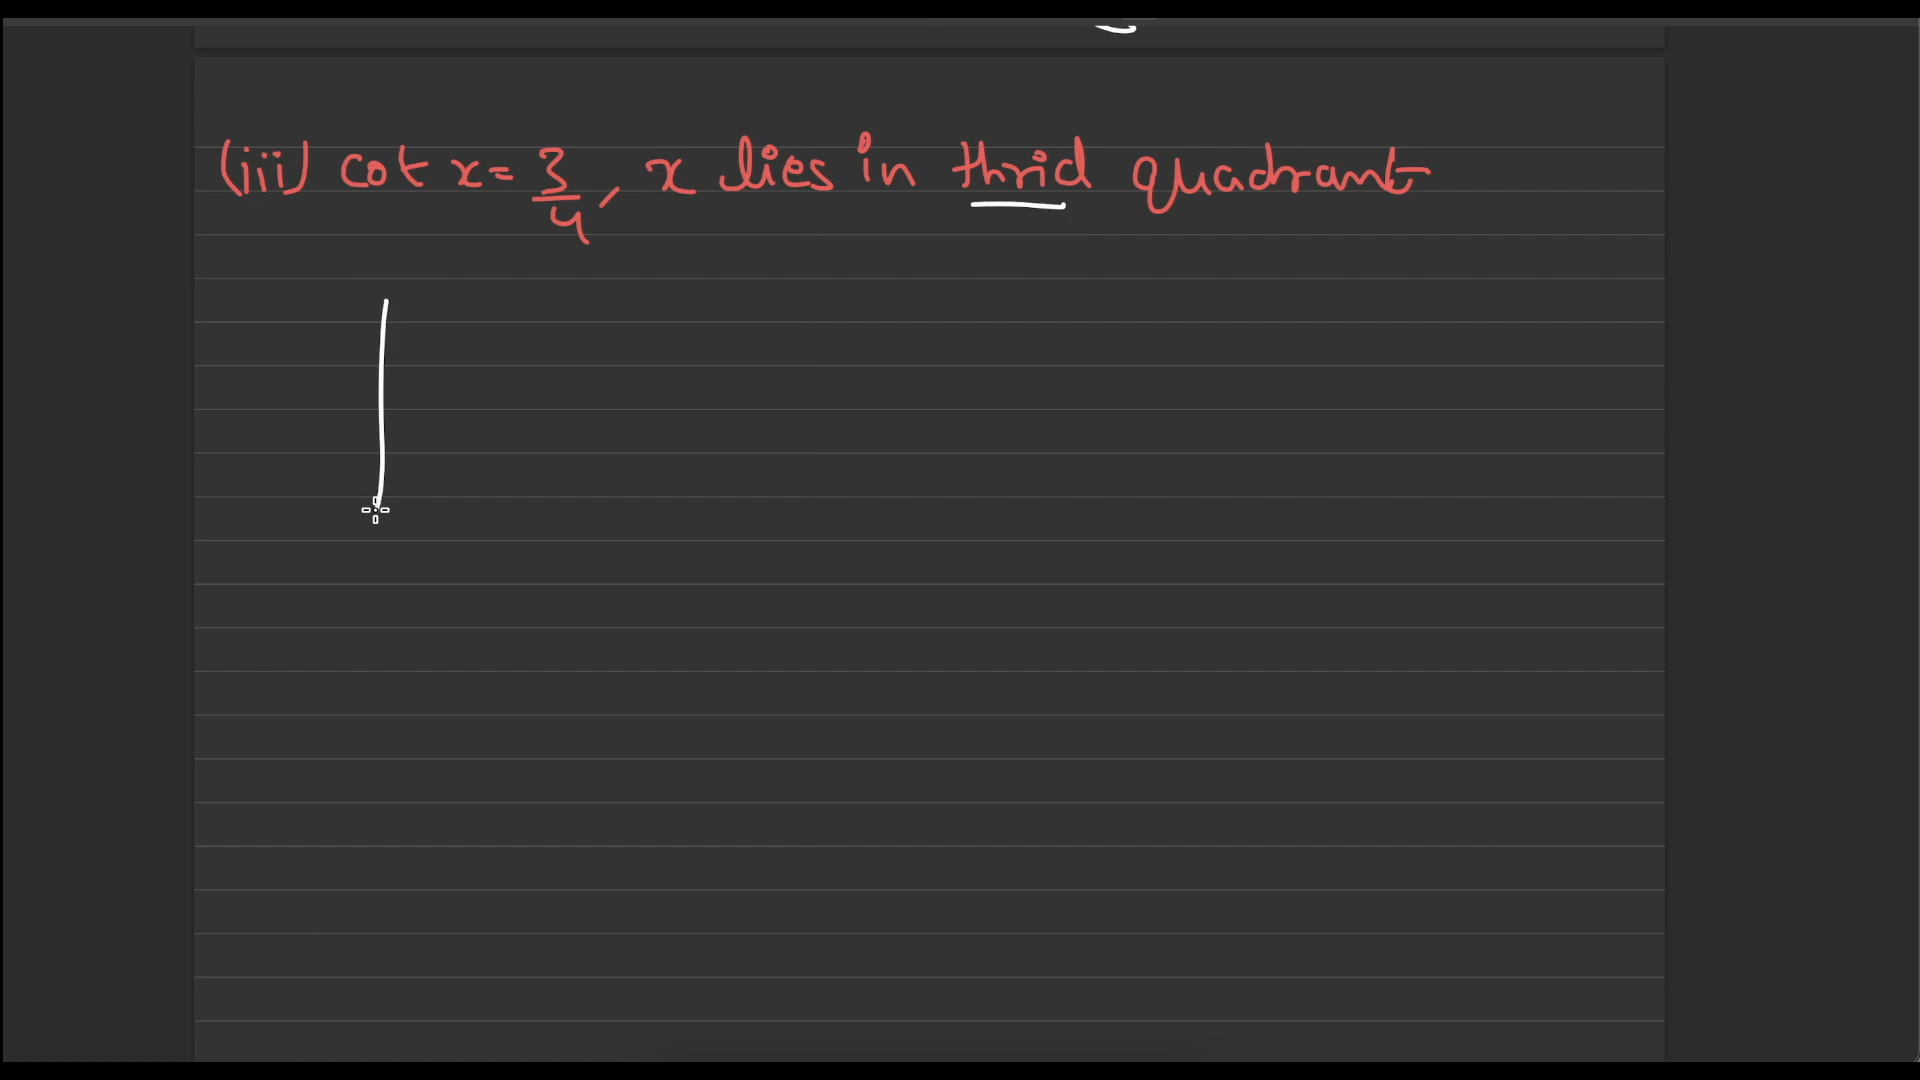 (iii) cot x = 3/4, x lies in thrid quadrant